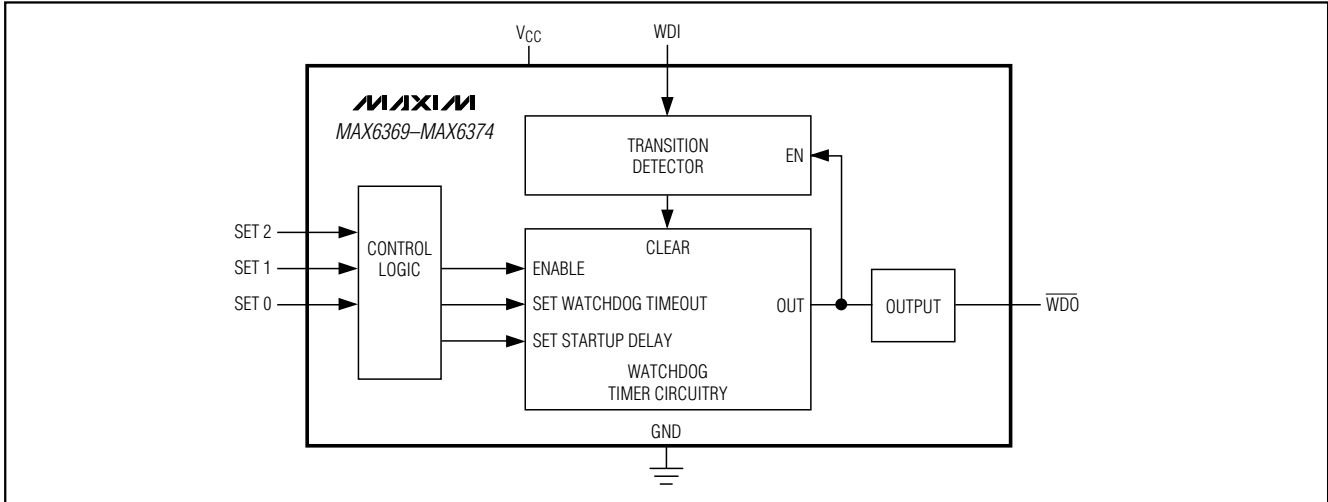 VCC
WDI
MAXIM
MAX6369–MAX6374
TRANSITION
DETECTOR
EN
SET 2
SET 1
SET 0
CONTROL
LOGIC
CLEAR
ENABLE
SET WATCHDOG TIMEOUT
SET STARTUP DELAY
OUT
WATCHDOG
TIMER CIRCUITRY
OUTPUT
W̅D̅O̅
GND